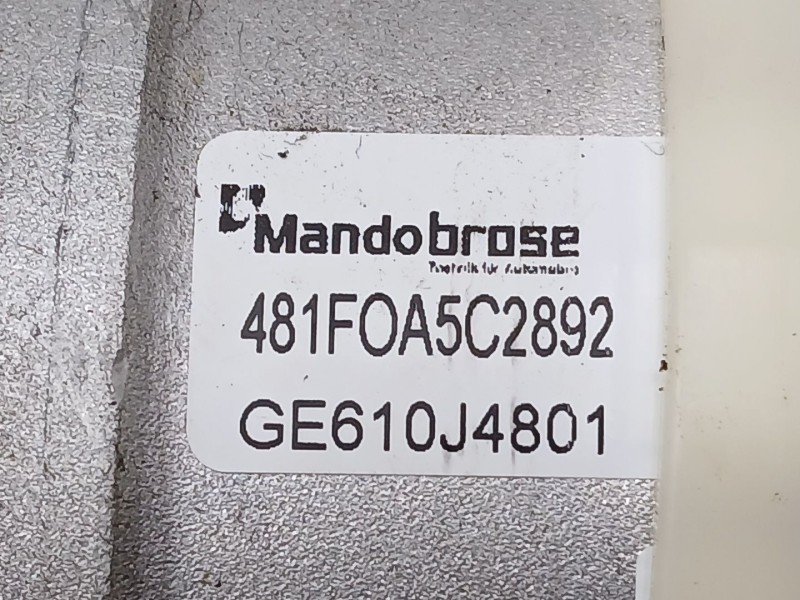 Mandobrose
Technik für Automobile
481FOA5C2892
GE610J4801